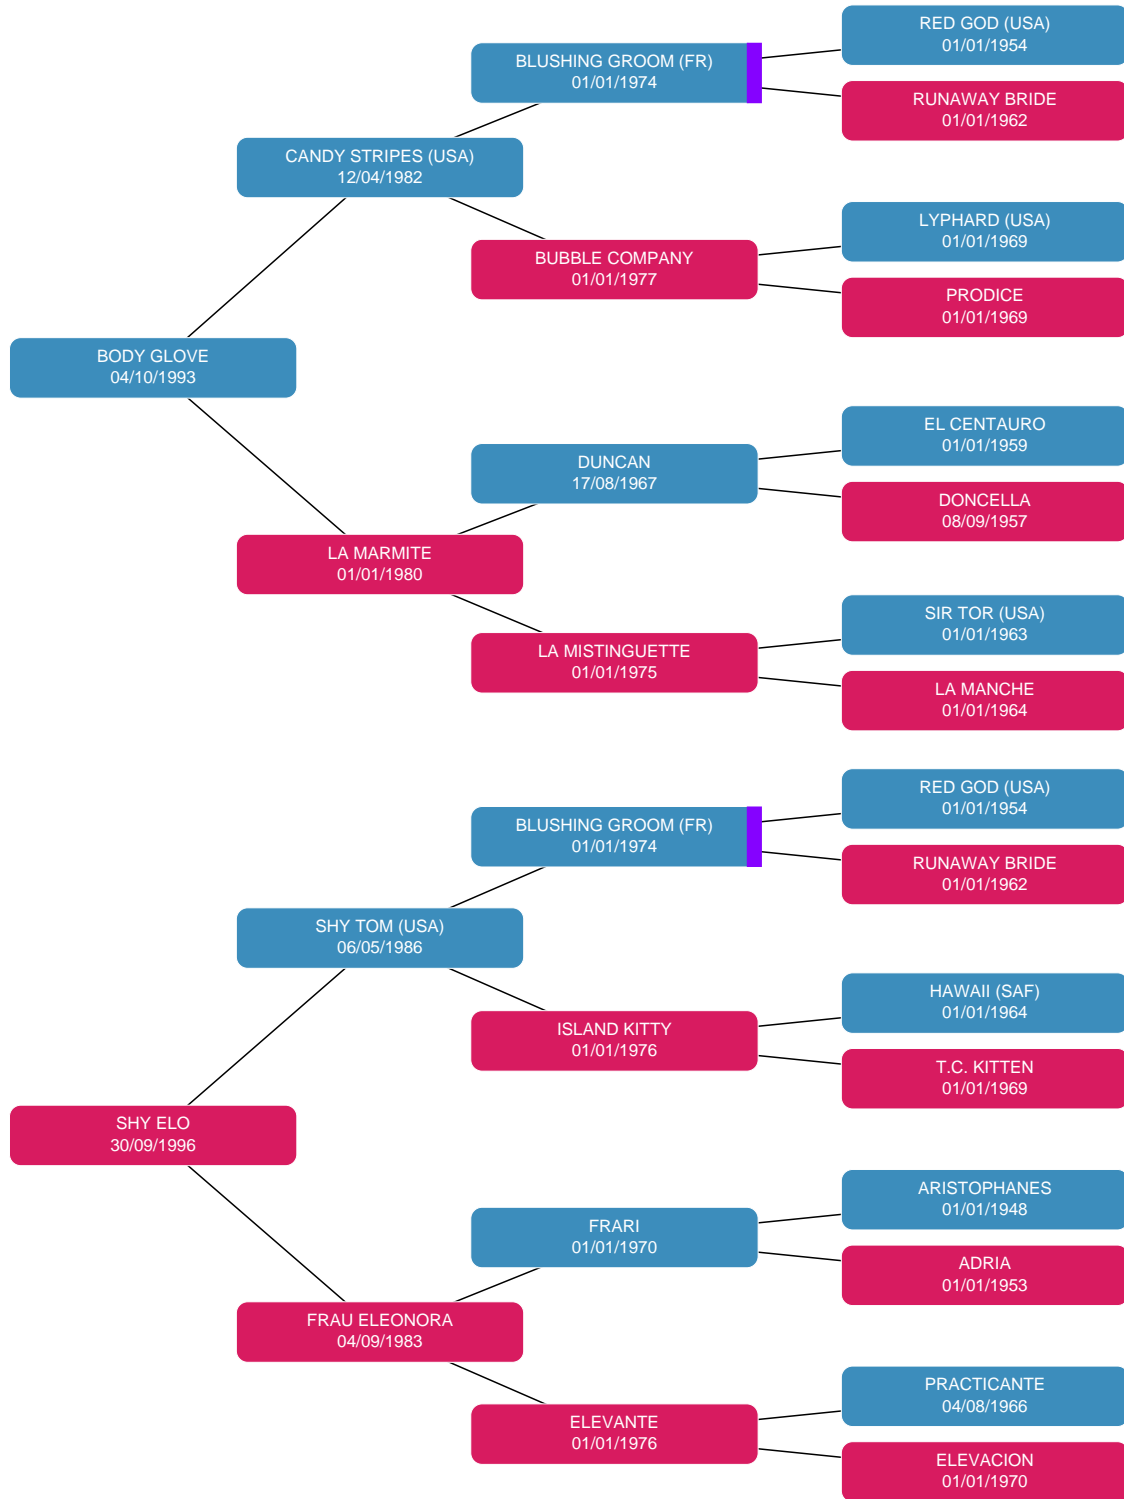 RED GOD (USA)
01/01/1954
BLUSHING GROOM (FR)
01/01/1974
RUNAWAY BRIDE
01/01/1962
CANDY STRIPES (USA)
12/04/1982
LYPHARD (USA)
01/01/1969
BUBBLE COMPANY
01/01/1977
PRODICE
01/01/1969
BODY GLOVE
04/10/1993
EL CENTAURO
01/01/1959
DUNCAN
17/08/1967
DONCELLA
08/09/1957
LA MARMITE
01/01/1980
SIR TOR (USA)
01/01/1963
LA MISTINGUETTE
01/01/1975
LA MANCHE
01/01/1964
RED GOD (USA)
01/01/1954
BLUSHING GROOM (FR)
01/01/1974
RUNAWAY BRIDE
01/01/1962
SHY TOM (USA)
06/05/1986
HAWAII (SAF)
01/01/1964
ISLAND KITTY
01/01/1976
T.C. KITTEN
01/01/1969
SHY ELO
30/09/1996
ARISTOPHANES
01/01/1948
FRARI
01/01/1970
ADRIA
01/01/1953
FRAU ELEONORA
04/09/1983
PRACTICANTE
04/08/1966
ELEVANTE
01/01/1976
ELEVACION
01/01/1970